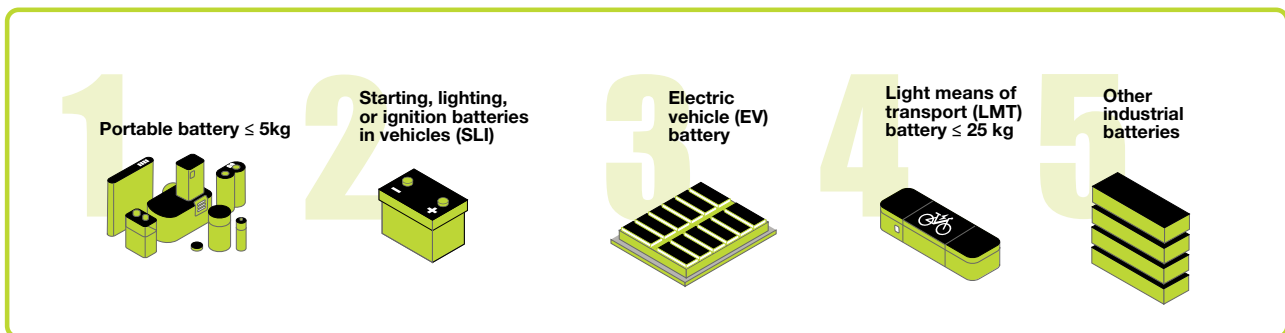 1
Portable battery ≤ 5kg
2
Starting, lighting,
or ignition batteries
in vehicles (SLI)
3
Electric
vehicle (EV)
battery
4
Light means of
transport (LMT)
battery ≤ 25 kg
5
Other
industrial
batteries